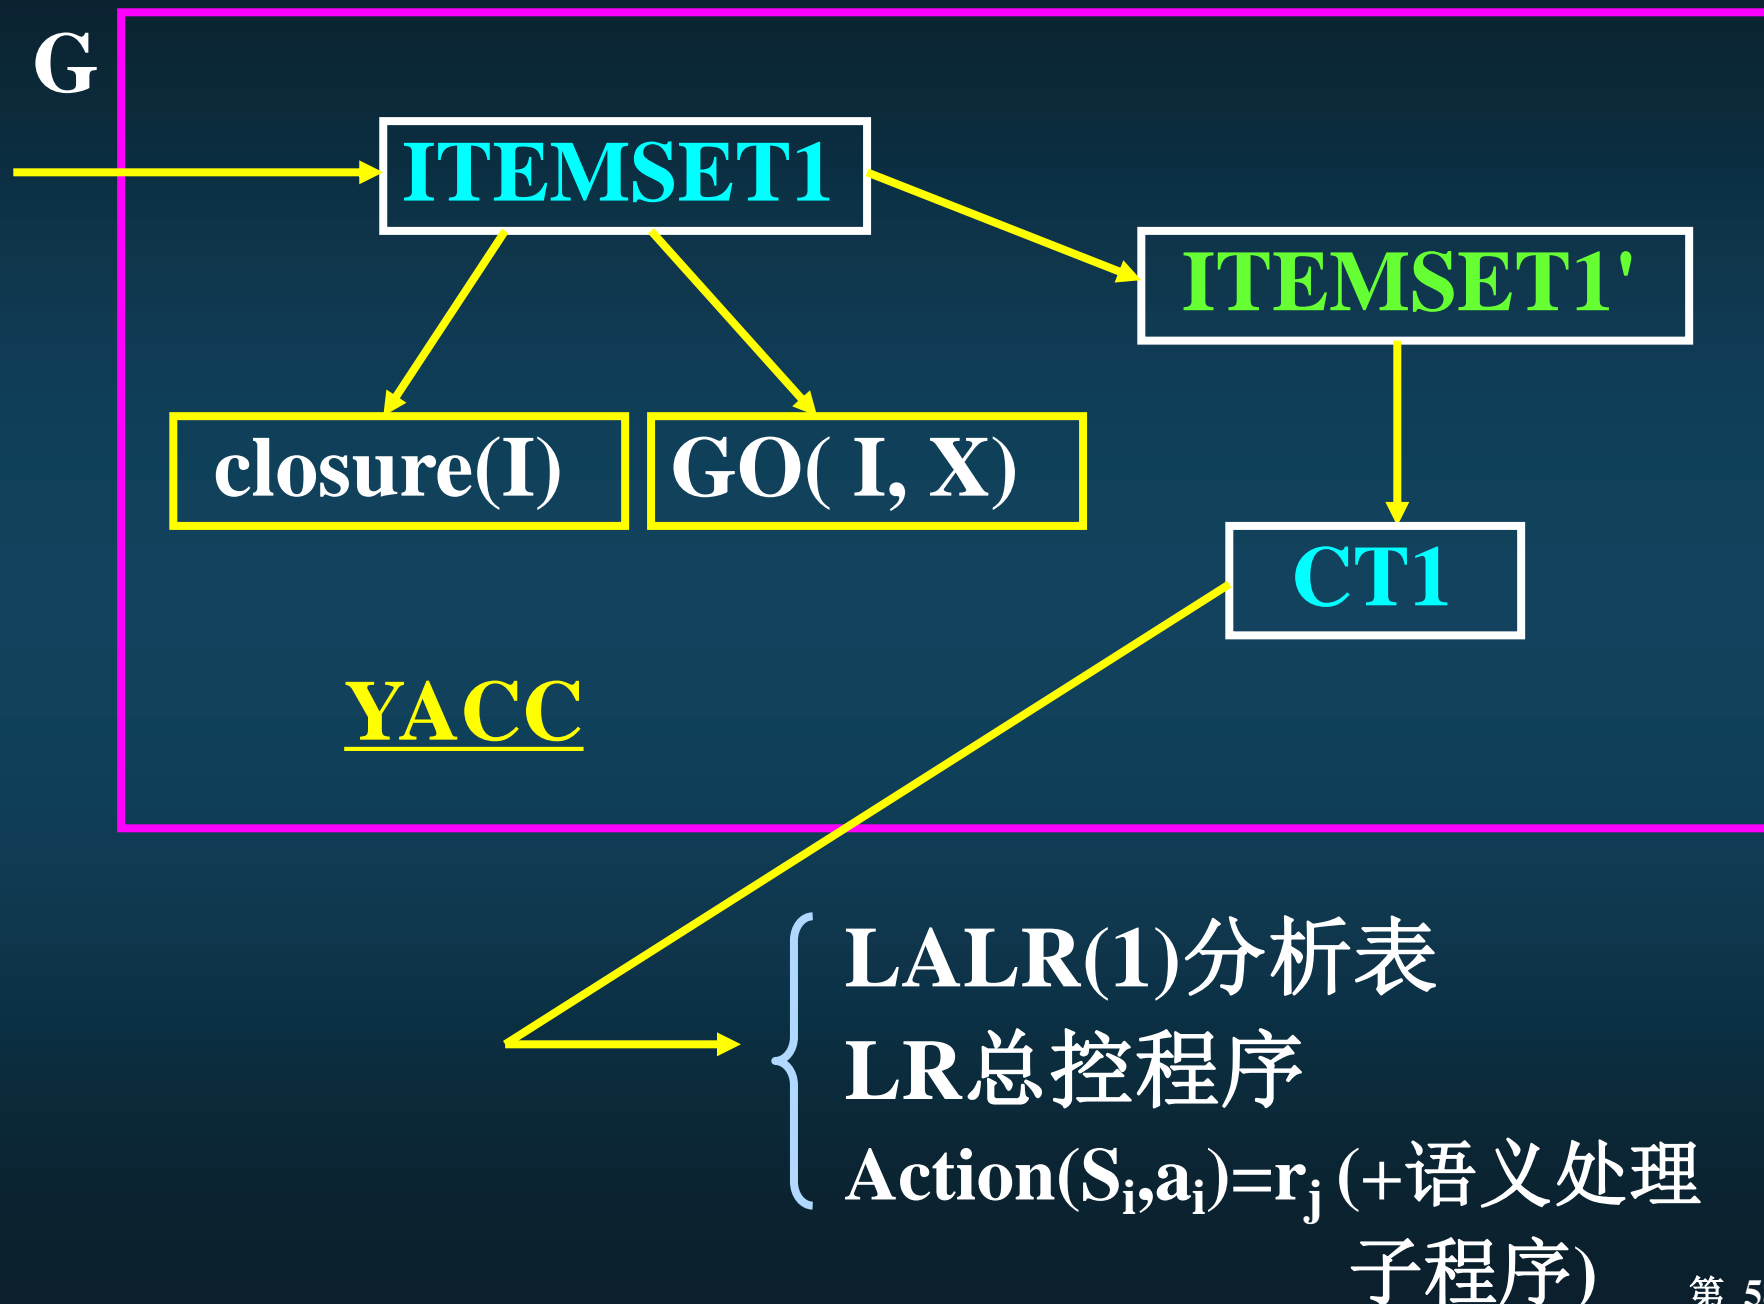 G
ITEMSET1
ITEMSET1'
closure(I)
GO( I, X)
CT1
YACC
LALR(1)分析表
LR总控程序
Action(Si,ai)=rj (+语义处理
子程序)
第 5